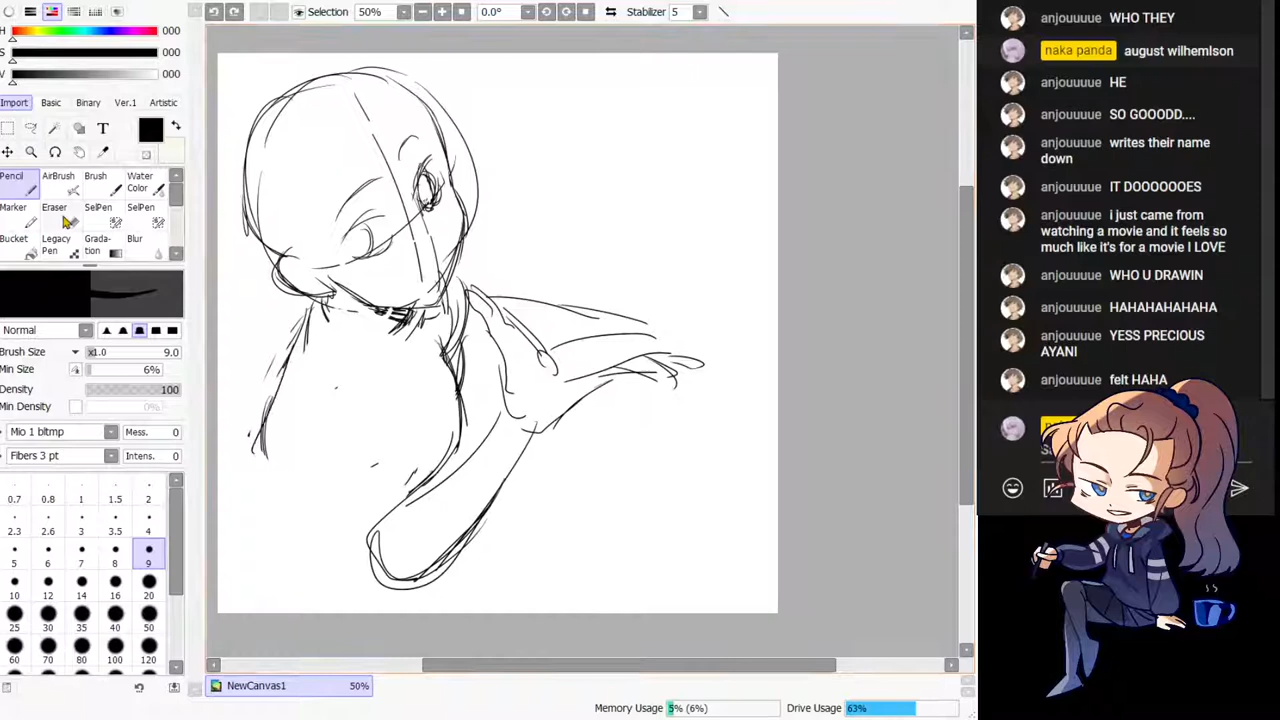 Selection 50% 0.0° Stabilizer 5
H 000
S 000
V 000
Import Basic Binary Ver.1 Artistic
T
Pencil AirBrush Brush Water Color
Marker Eraser SelPen SelPen
Bucket Legacy Pen Grada-tion Blur
Normal
Brush Size x1.0 9.0
Min Size 6%
Density 100
Min Density 0%
Mio 1 bltmp Mess. 0
Fibers 3 pt Intens. 0
0.7 0.8 1 1.5 2
2.3 2.6 3 3.5 4
5 6 7 8 9
10 12 14 16 20
25 30 35 40 50
60 70 80 100 120
NewCanvas1 50%
Memory Usage 5% (6%) Drive Usage 63%
anjouuuue WHO THEY
naka panda august wilhemlson
anjouuuue HE
anjouuuue SO GOOODD....
anjouuuue writes their name
down
anjouuuue IT DOOOOOOES
anjouuuue i just came from
watching a movie and it feels so
much like it's for a movie I LOVE
anjouuuue WHO U DRAWIN
anjouuuue HAHAHAHAHA
anjouuuue YESS PRECIOUS
AYANI
anjouuuue felt HAHA